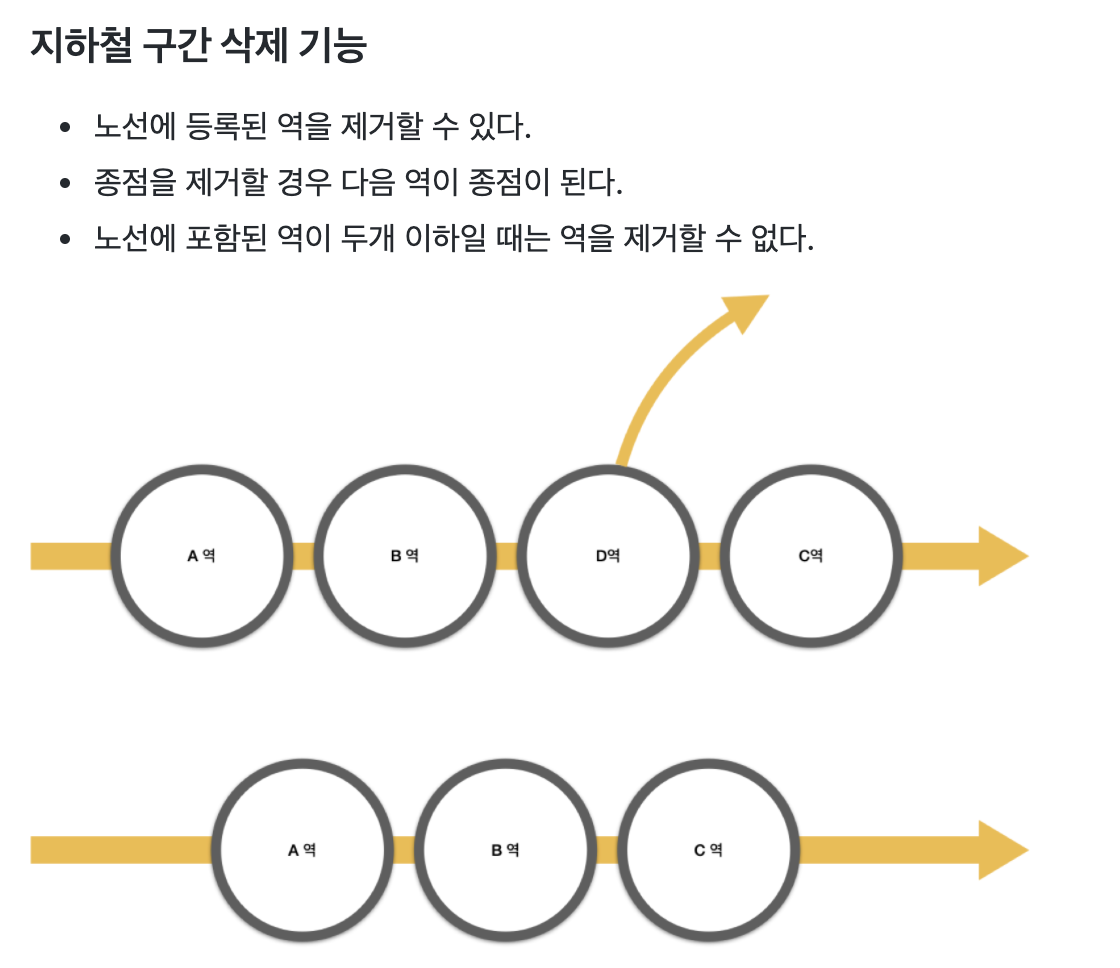 지하철 구간 삭제 기능
노선에 등록된 역을 제거할 수 있다.
종점을 제거할 경우 다음 역이 종점이 된다.
노선에 포함된 역이 두개 이하일 때는 역을 제거할 수 없다.
A 역 B 역 D역 C역
A 역 B 역 C 역